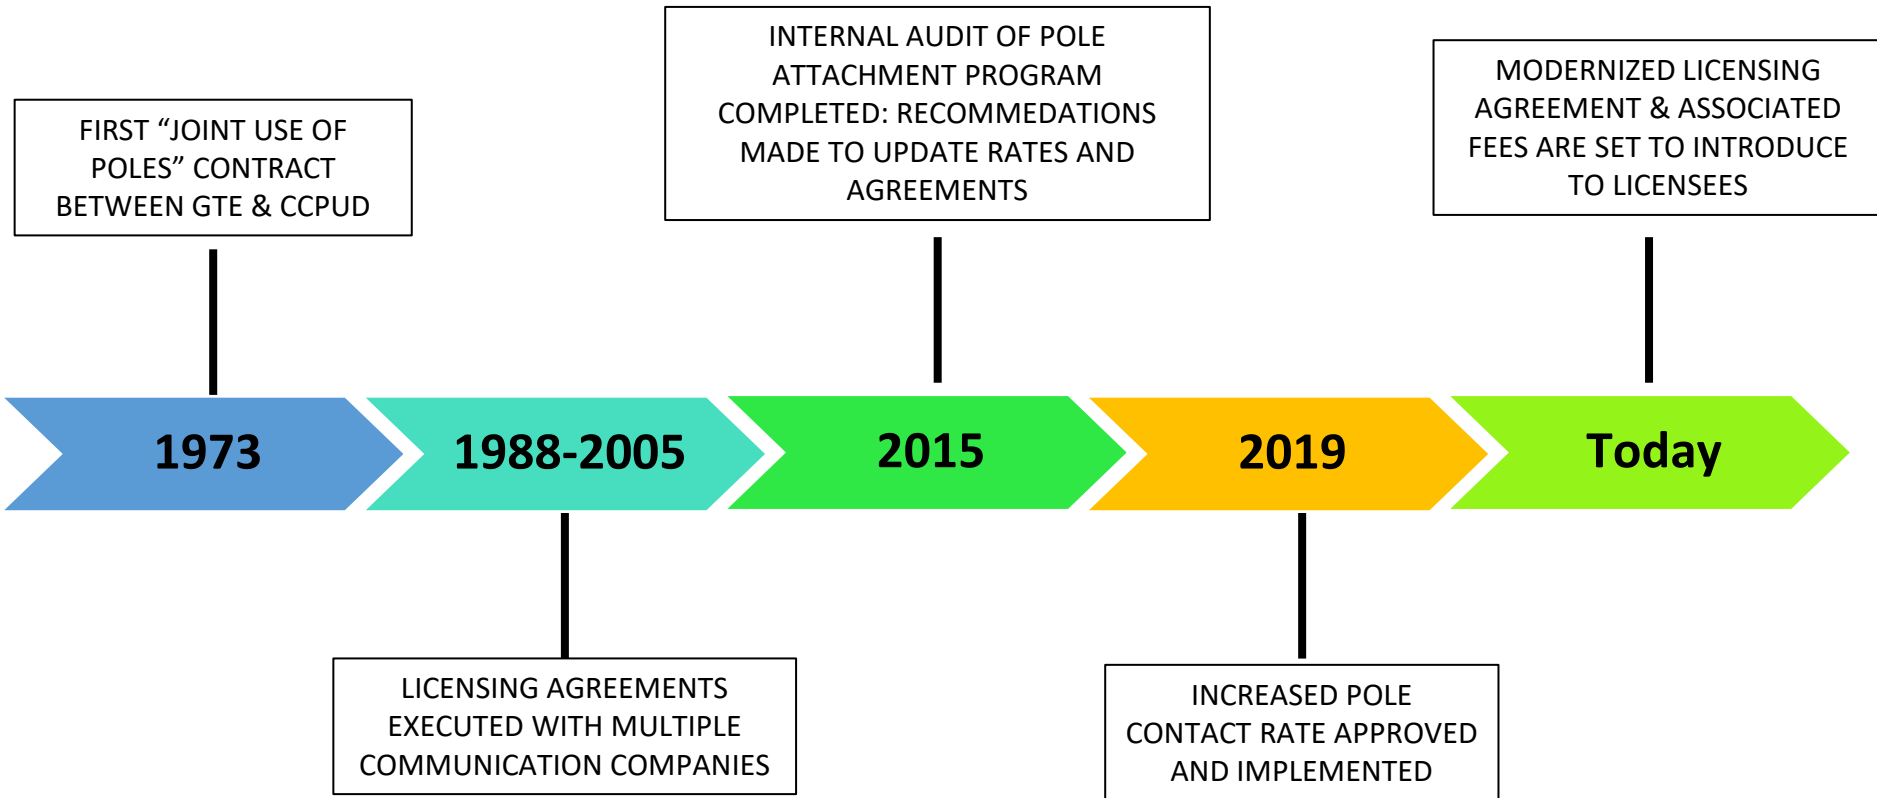 FIRST “JOINT USE OF
POLES” CONTRACT
BETWEEN GTE & CCPUD
INTERNAL AUDIT OF POLE
ATTACHMENT PROGRAM
COMPLETED: RECOMMEDATIONS
MADE TO UPDATE RATES AND
AGREEMENTS
MODERNIZED LICENSING
AGREEMENT & ASSOCIATED
FEES ARE SET TO INTRODUCE
TO LICENSEES
1973
1988-2005
2015
2019
Today
LICENSING AGREEMENTS
EXECUTED WITH MULTIPLE
COMMUNICATION COMPANIES
INCREASED POLE
CONTACT RATE APPROVED
AND IMPLEMENTED